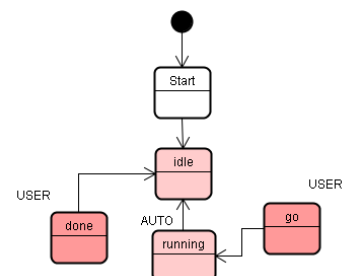 Start
idle
USER
USER
done
AUTO
go
running